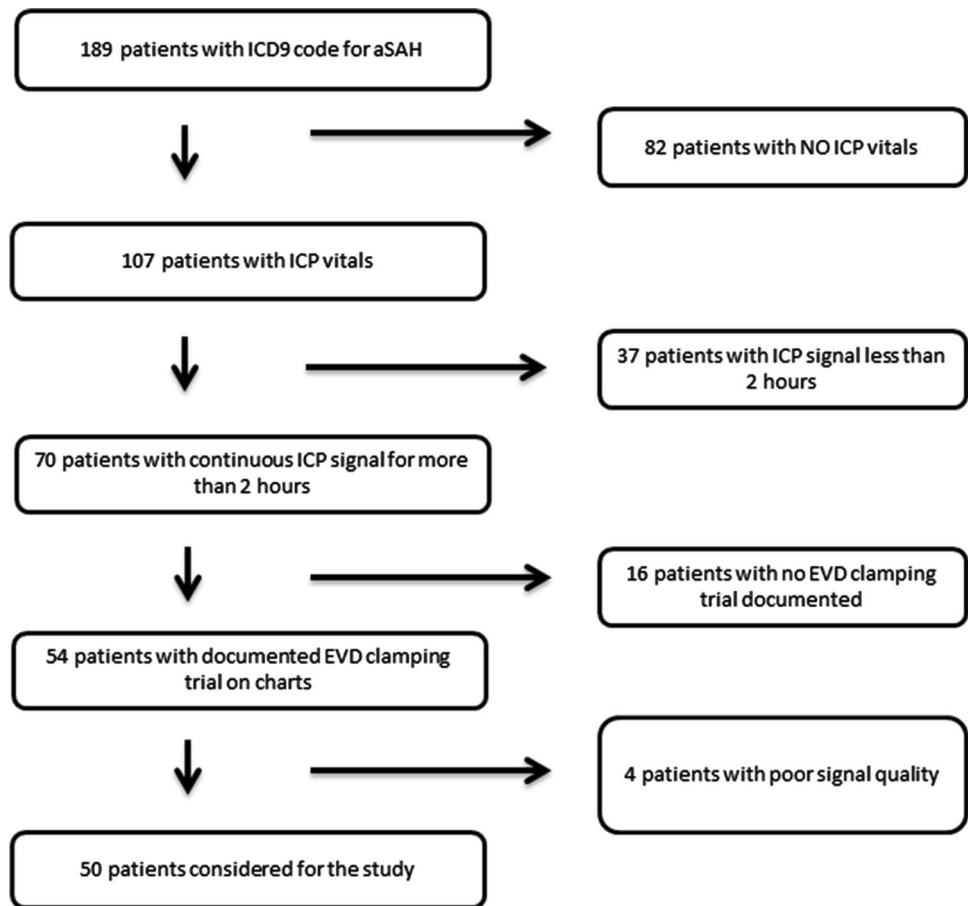 189 patients with ICD9 code for aSAH
82 patients with NO ICP vitals
107 patients with ICP vitals
37 patients with ICP signal less than
2 hours
70 patients with continuous ICP signal for more
than 2 hours
16 patients with no EVD clamping
trial documented
54 patients with documented EVD clamping
trial on charts
4 patients with poor signal quality
50 patients considered for the study